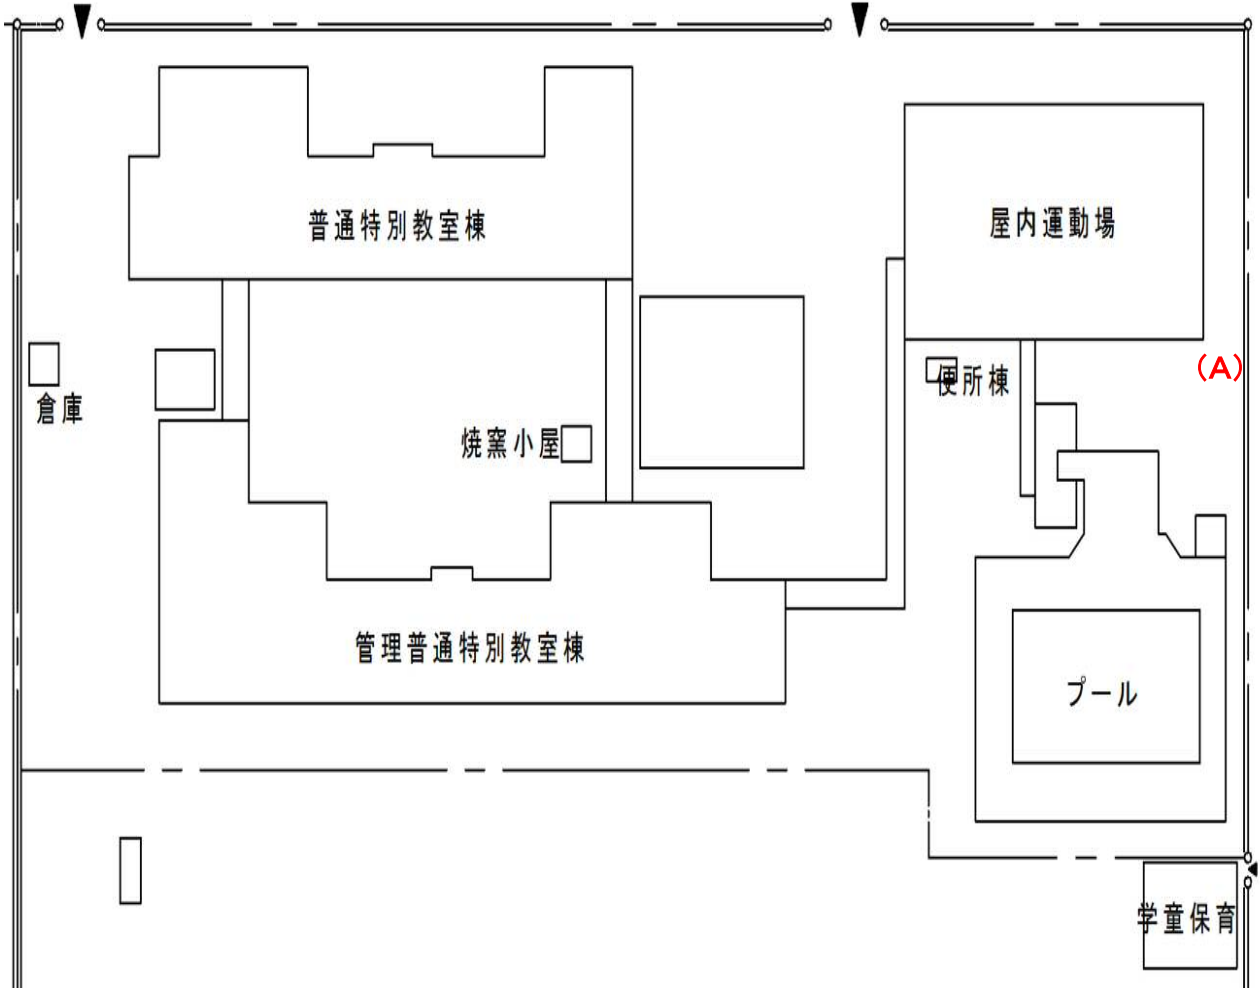 普通特別教室棟
屋内運動場
(A)
便所棟
倉庫
焼窯小屋
管理普通特別教室棟
プール
学童保育